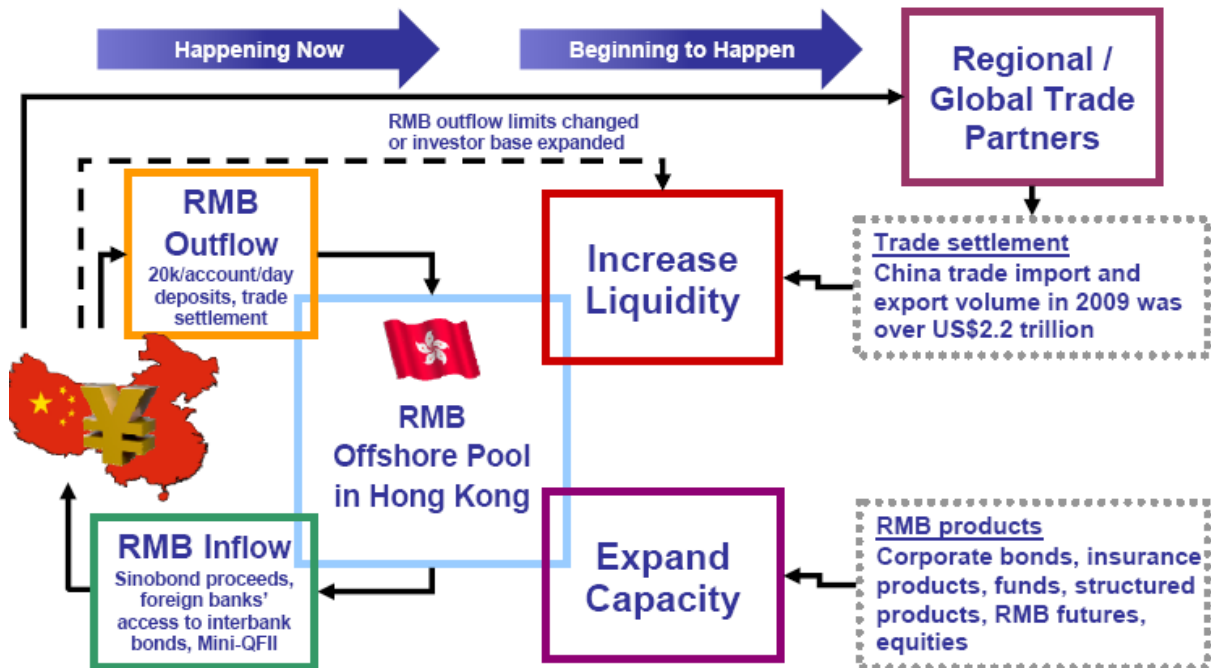 Happening Now
Beginning to Happen
Regional /
Global Trade
Partners
RMB outflow limits changed
or investor base expanded
RMB
Outflow
20k/account/day
deposits, trade
settlement
Increase
Liquidity
Trade settlement
China trade import and
export volume in 2009 was
over US$2.2 trillion
¥
RMB
Offshore Pool
in Hong Kong
RMB Inflow
Sinobond proceeds,
foreign banks'
access to interbank
bonds, Mini-QFII
Expand
Capacity
RMB products
Corporate bonds, insurance
products, funds, structured
products, RMB futures,
equities